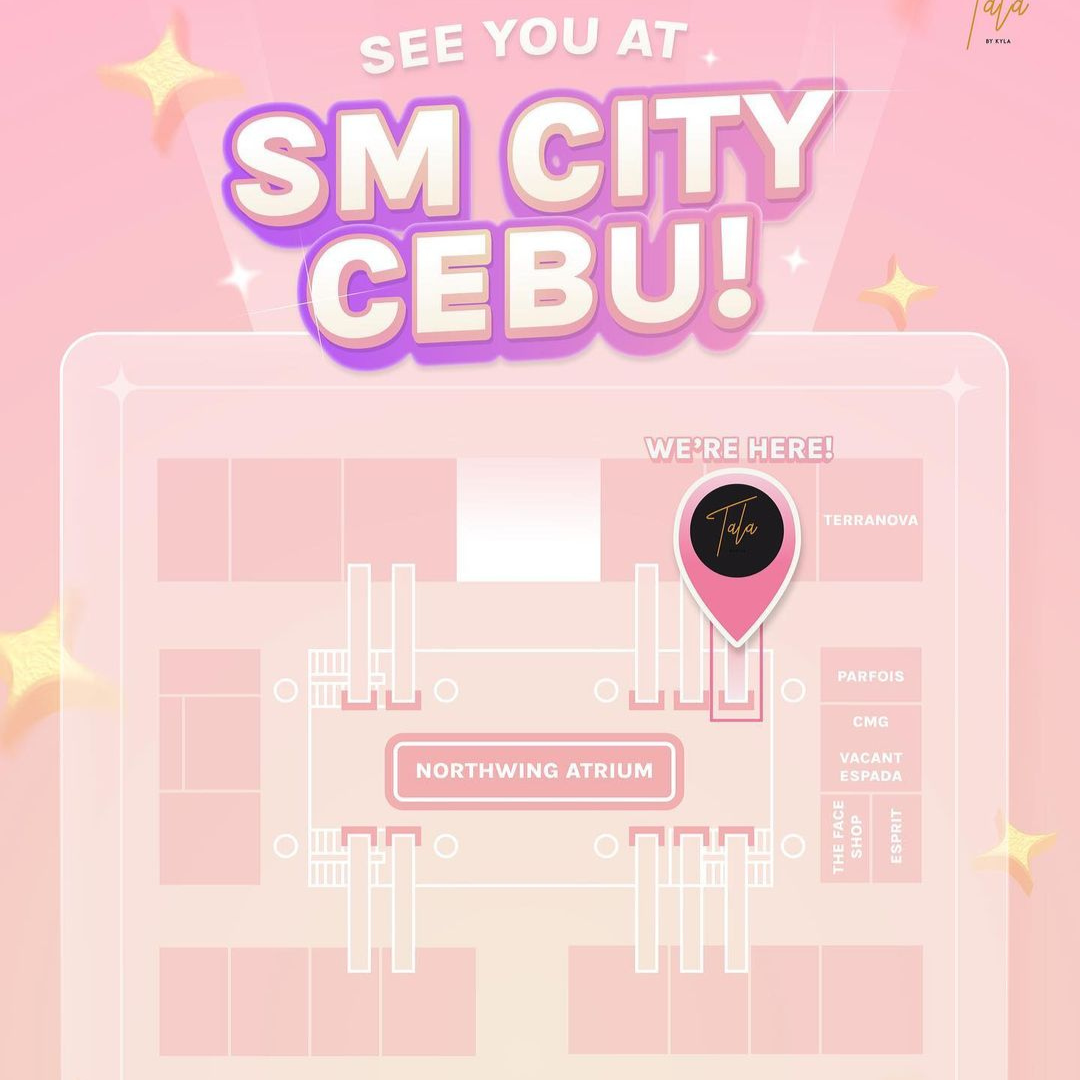 Tala
BY KYLA
SEE YOU AT
SM CITY
CEBU!
WE'RE HERE!
Tala
TERRANOVA
PARFOIS
CMG
VACANT
ESPADA
THE FACE
SHOP
ESPRIT
NORTHWING ATRIUM